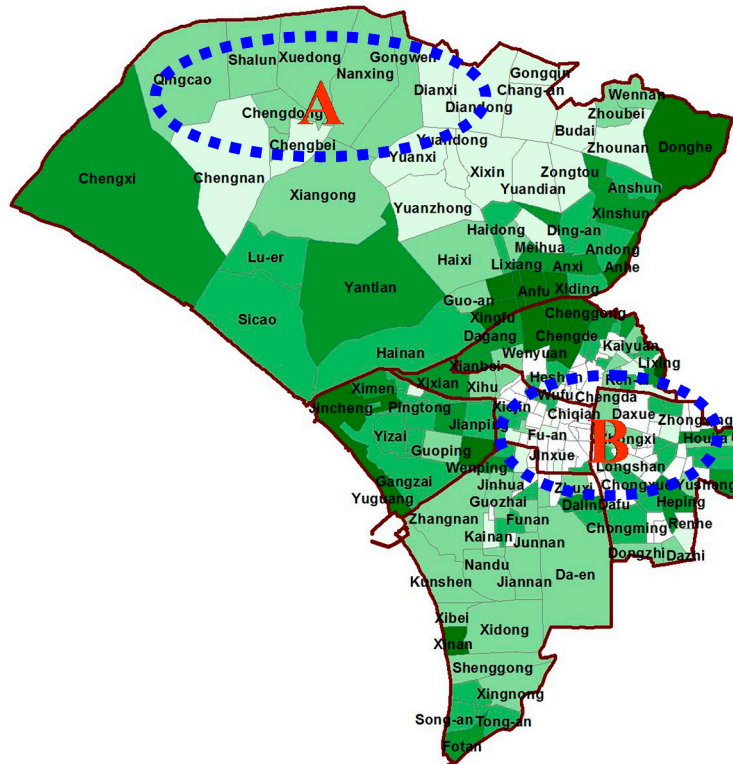 Gongwen
Shalun
Xuedong
Nanxing
Qingcao
Dianxi
Gongqin
Chang-an
Diandong
Wennan
Zhoubei
A
Chengdong
Chengbei
Budai
Zhounan
Donghe
Yuandong
Yuanxi
Chengxi
Chengnan
Xixin
Zongtou
Yuandian
Anshun
Xiangong
Yuanzhong
Xinshun
Haidong
Ding-an
Meihua
Andong
Lu-er
Haixi
Lixiang
Anxi
Anhe
Yantian
Anfu
Xiding
Guo-an
Sicao
Xingfu
Chenggong
Dagang
Chengde
Kaiyuan
Hainan
Wenyuan
Xianbei
Lixing
Heshun
Ren-ai
Ximen
Xixian
Xihu
Wufu
Chengda
Jincheng
Pingtong
Xiejin
Chiqian
Daxue
Zhongxing
Jianping
Yizai
Fu-an
B
Zhongxi
Houjia
Guoping
Jinxue
Wenping
Longshan
Gangzai
Jinhua
Zhuxi
Chongxue
Yusheng
Yuguang
Guozhai
Dalin
Dafu
Heping
Zhangnan
Funan
Chongming
Renhe
Kainan
Junnan
Dongzhi
Dazhi
Nandu
Kunshen
Jiannan
Da-en
Xibei
Xidong
Xinan
Shenggong
Xingnong
Song-an
Tong-an
Fotan